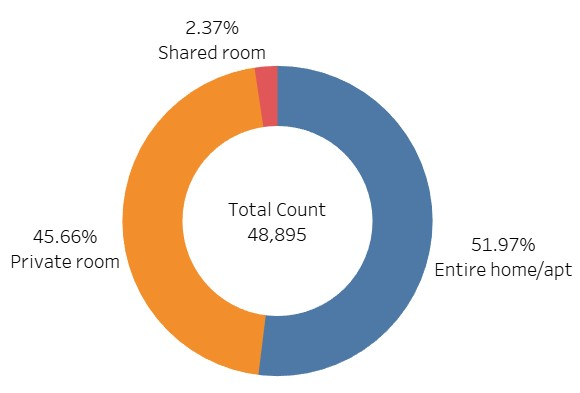 2.37%
Shared room
Total Count
48,895
45.66%
Private room
51.97%
Entire home/apt